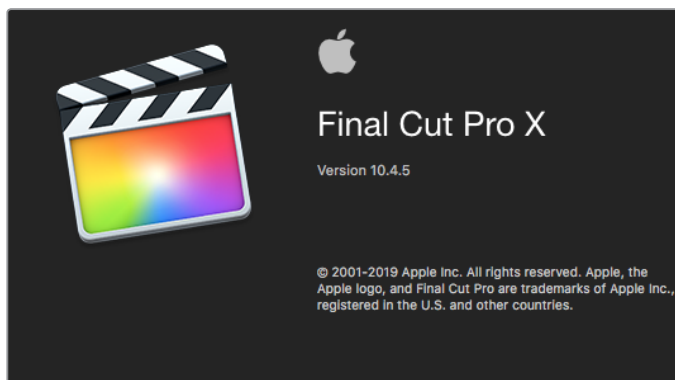 Final Cut Pro X
Version 10.4.5
© 2001-2019 Apple Inc. All rights reserved. Apple, the
Apple logo, and Final Cut Pro are trademarks of Apple Inc.,
registered in the U.S. and other countries.